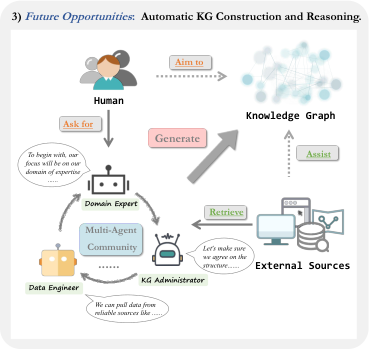 3) Future Opportunities: Automatic KG Construction and Reasoning.
Aim to
Human
Knowledge Graph
Ask for
Generate
To begin with, our
focus will be on our
domain of expertise
......
Assist
Domain Expert
Retrieve
Multi-Agent
Community
......
Let's make sure
we agree on the
structure......
External Sources
Data Engineer
KG Administrator
We can pull data from
reliable sources like ......